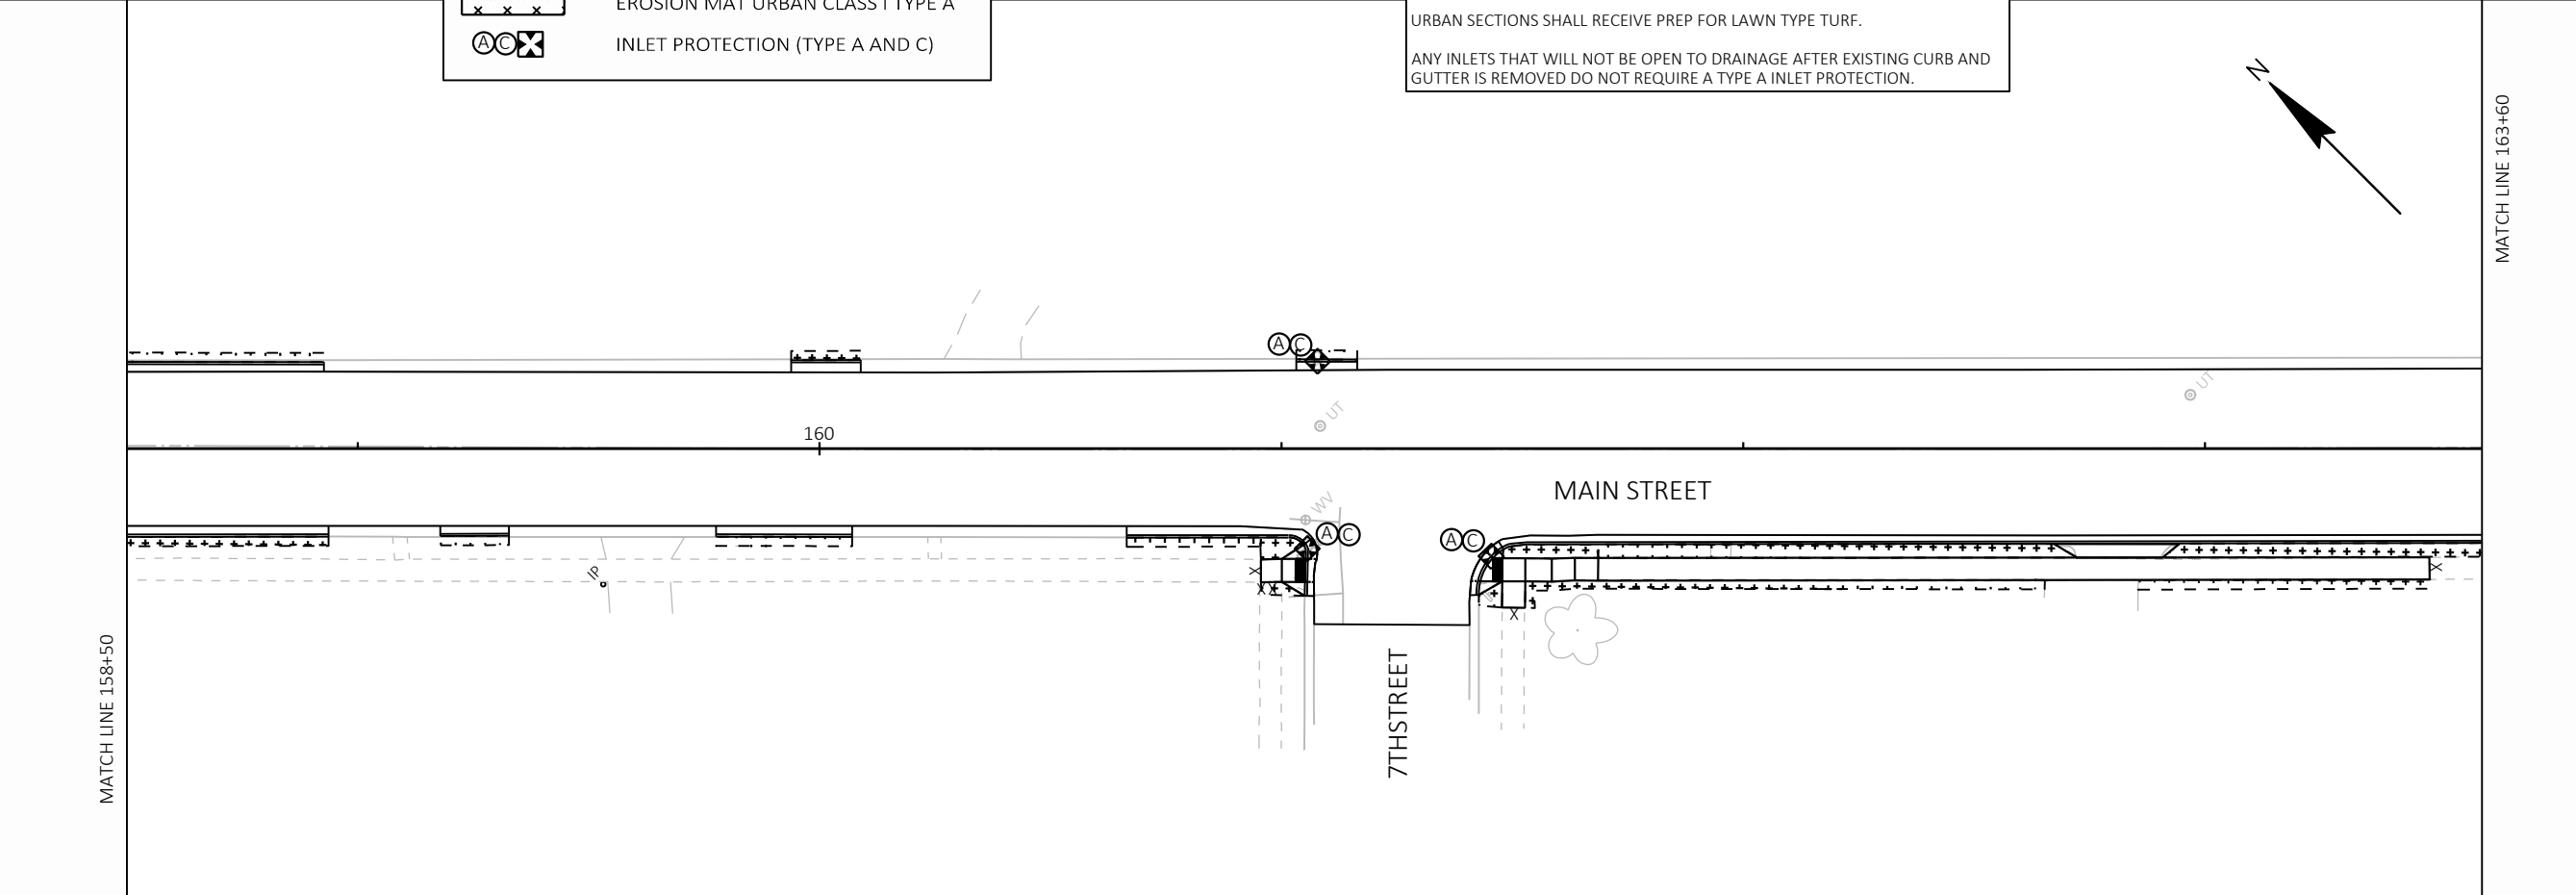 EROSION MAT URBAN CLASS I TYPE A
A C INLET PROTECTION (TYPE A AND C)
URBAN SECTIONS SHALL RECEIVE PREP FOR LAWN TYPE TURF.
ANY INLETS THAT WILL NOT BE OPEN TO DRAINAGE AFTER EXISTING CURB AND
GUTTER IS REMOVED DO NOT REQUIRE A TYPE A INLET PROTECTION.
N
MATCH LINE 163+60
A C
UT
UT
160
MAIN STREET
WV
A C
A C
IP
X
X
X X
X
MATCH LINE 158+50
7THSTREET